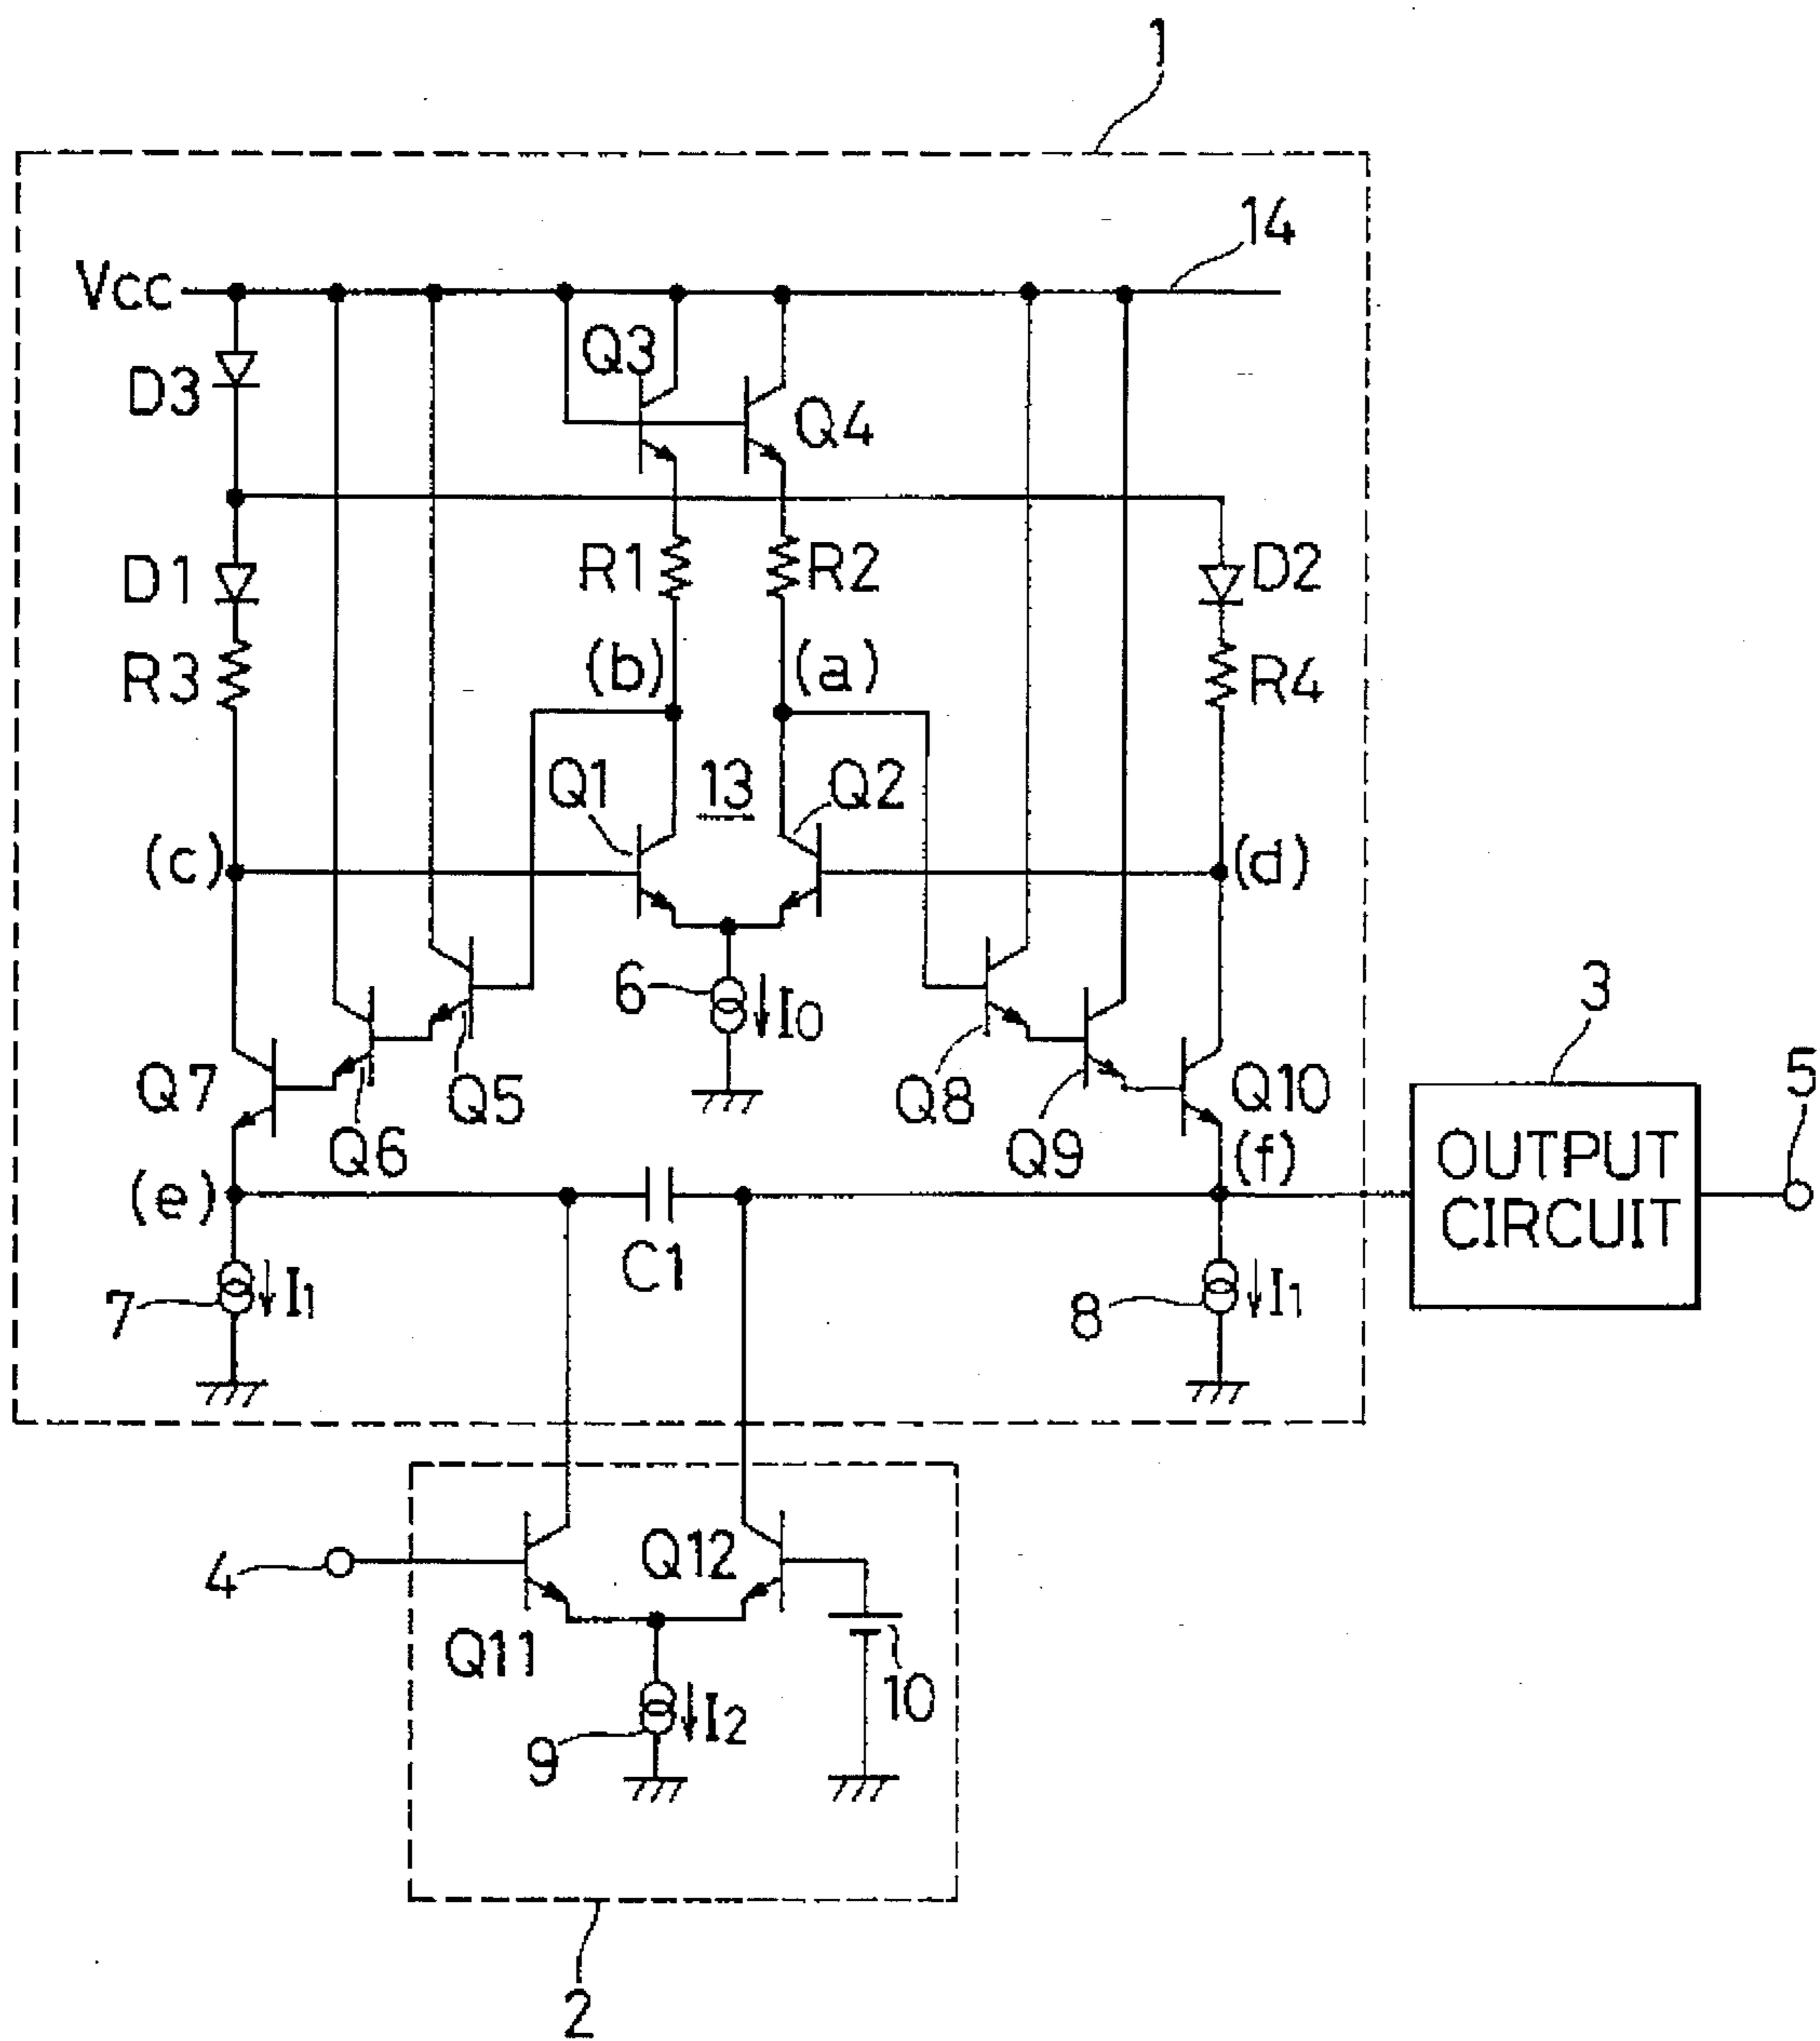 1
14
Vcc
Q3
D3
Q4
D1
R1
R2
D2
R3
(b)
(a)
R4
Q1
13
Q2
(c)
(d)
6
I0
3
Q7
Q5
Q8
Q10
5
Q6
Q9
(f)
OUTPUT
CIRCUIT
(e)
C1
7
I1
8
I1
4
Q12
Q11
10
9
I2
2